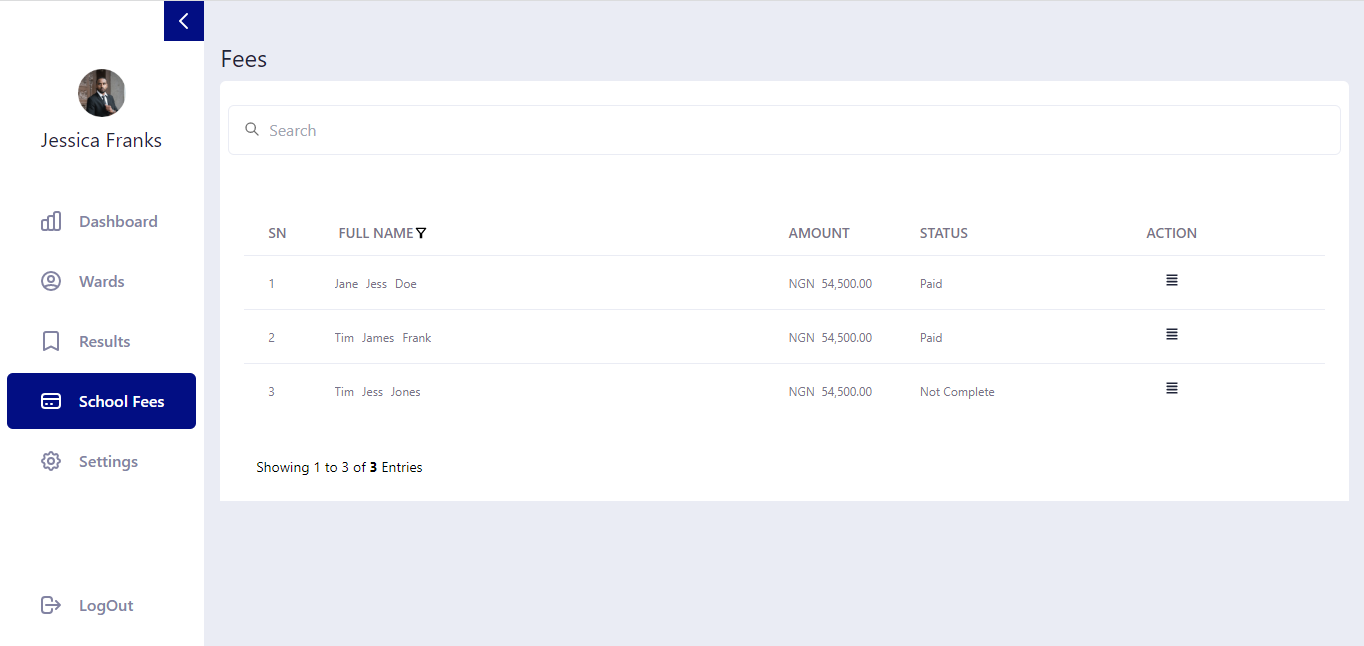 Jessica Franks
Dashboard
Wards
Results
School Fees
Settings
LogOut
Fees
Search
SN FULL NAME AMOUNT STATUS ACTION
1 Jane Jess Doe NGN 54,500.00 Paid
2 Tim James Frank NGN 54,500.00 Paid
3 Tim Jess Jones NGN 54,500.00 Not Complete
Showing 1 to 3 of 3 Entries